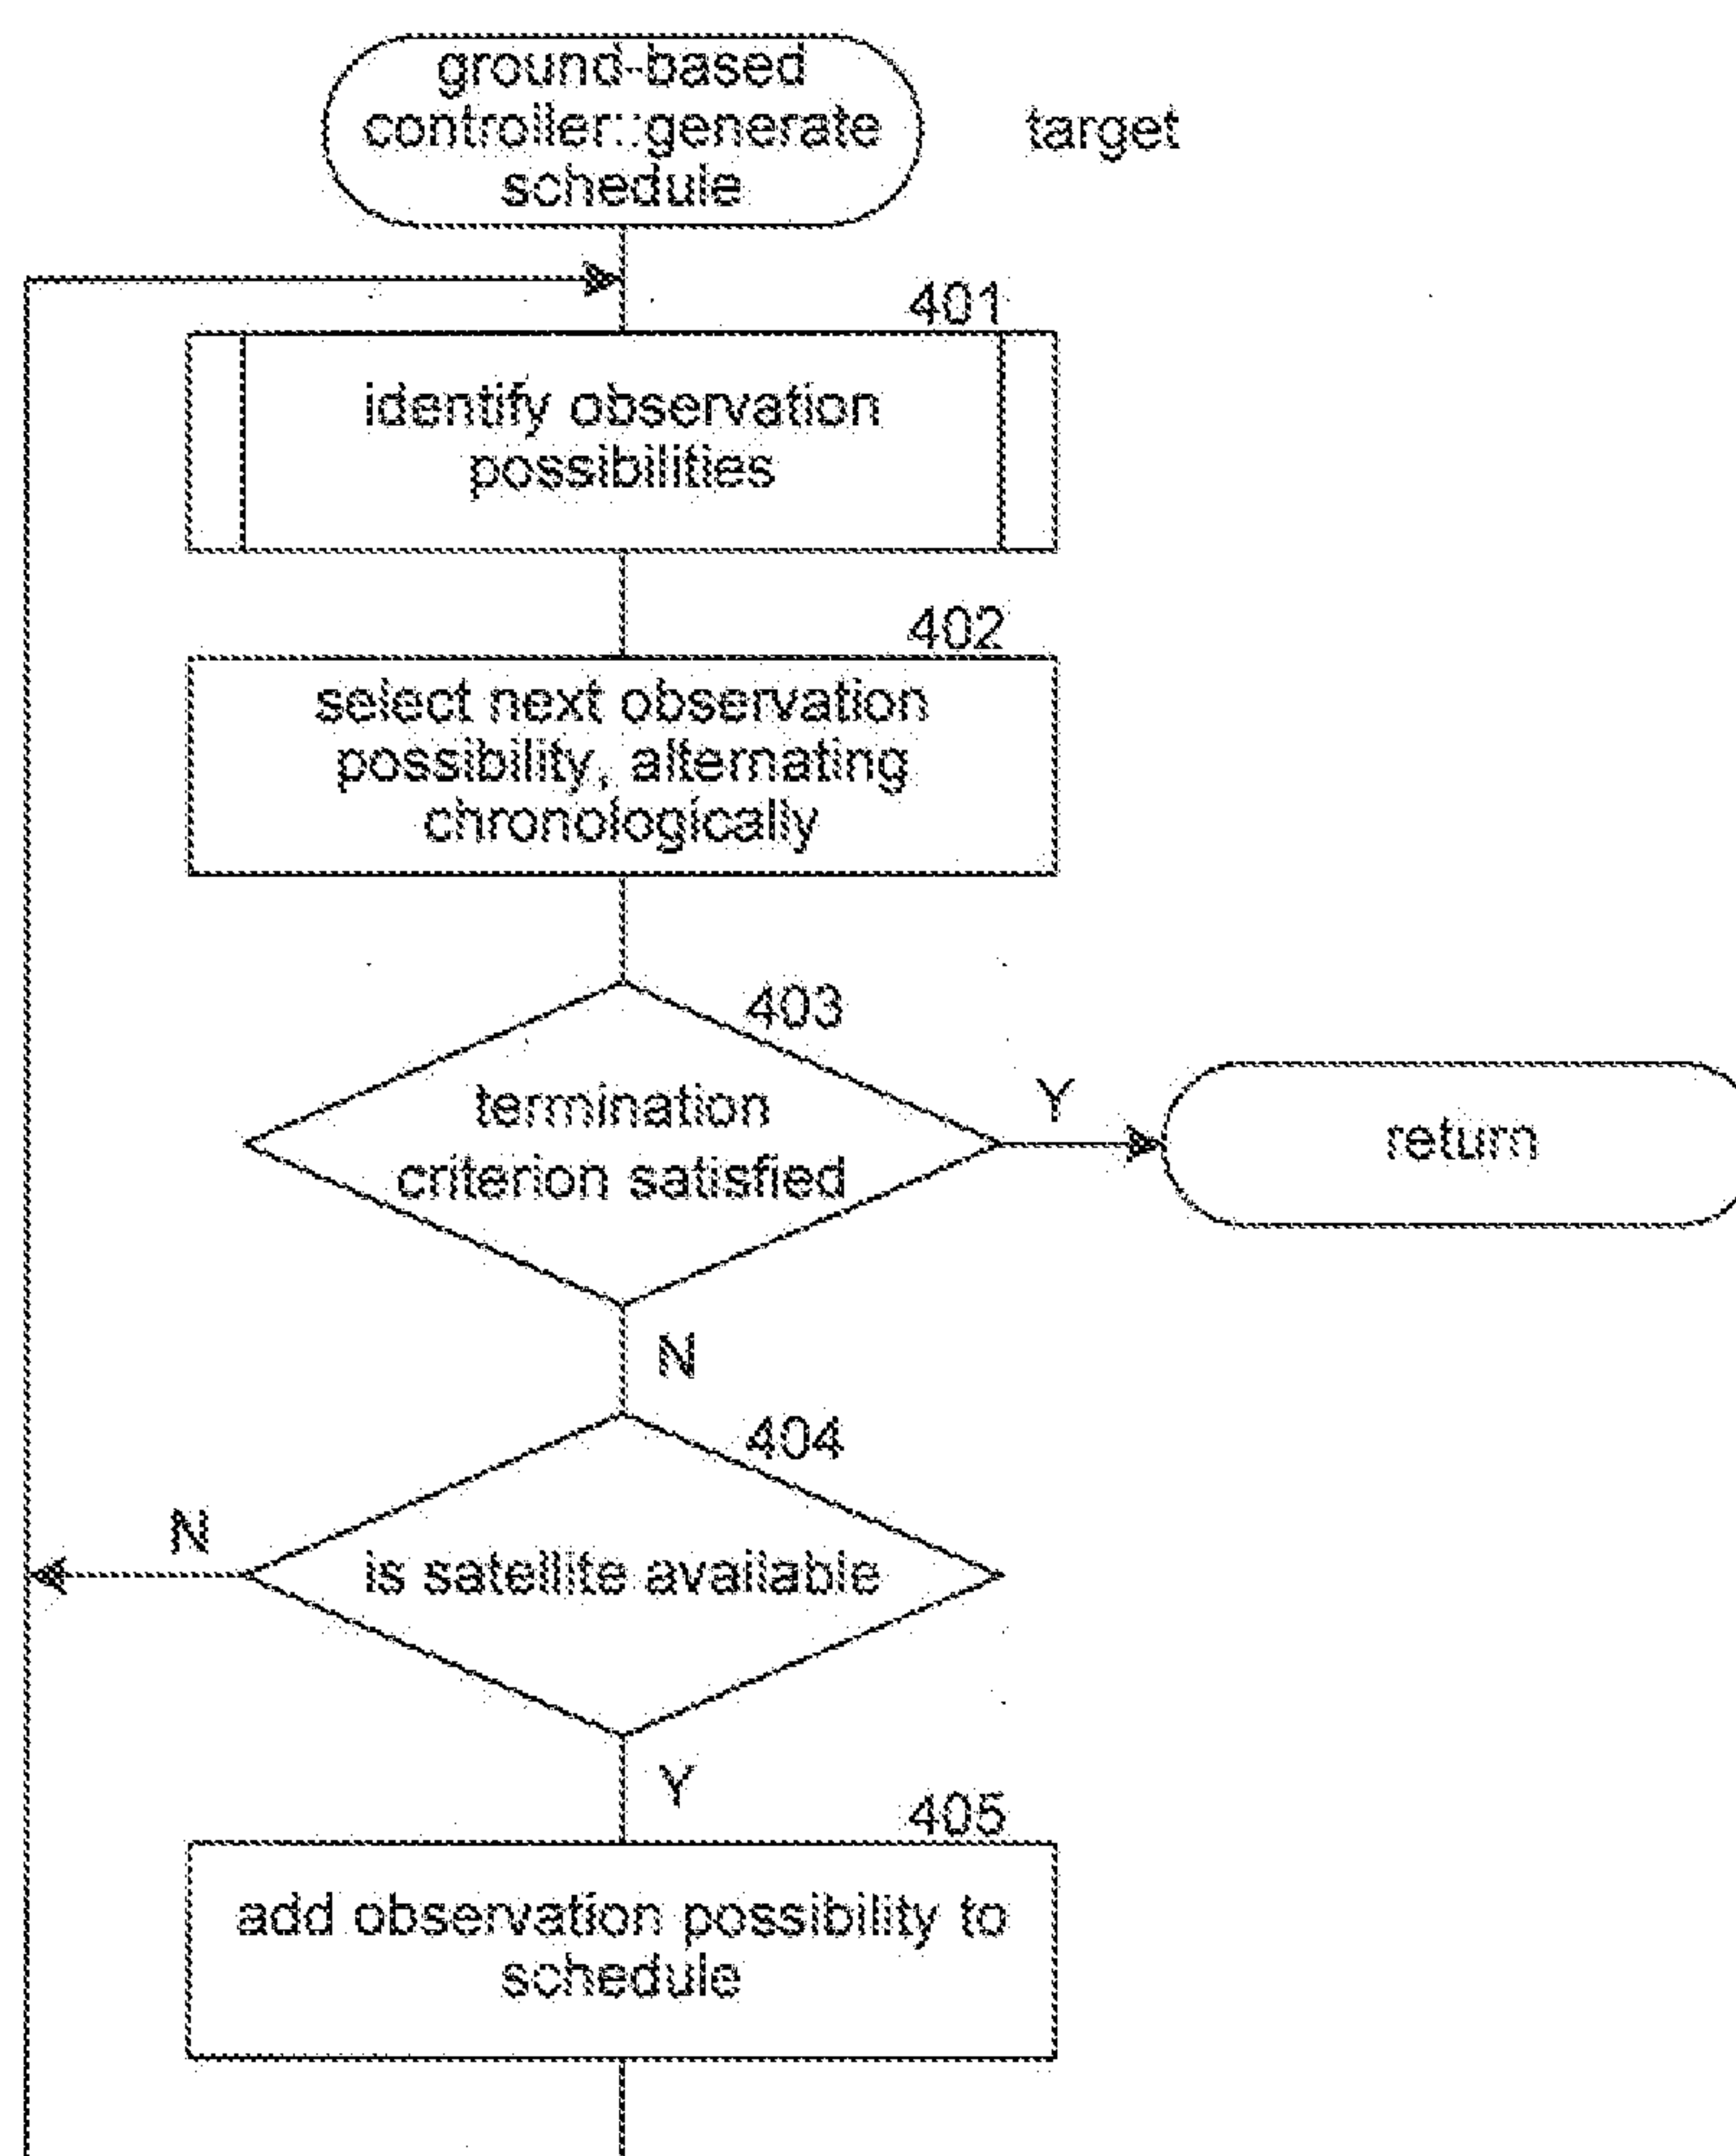 ground-based
controller::generate
schedule
target
401
identify observation
possibilities
402
select next observation
possibility, alternating
chronologically
403
termination
criterion satisfied
Y
return
N
404
N
is satellite available
Y
405
add observation possibility to
schedule